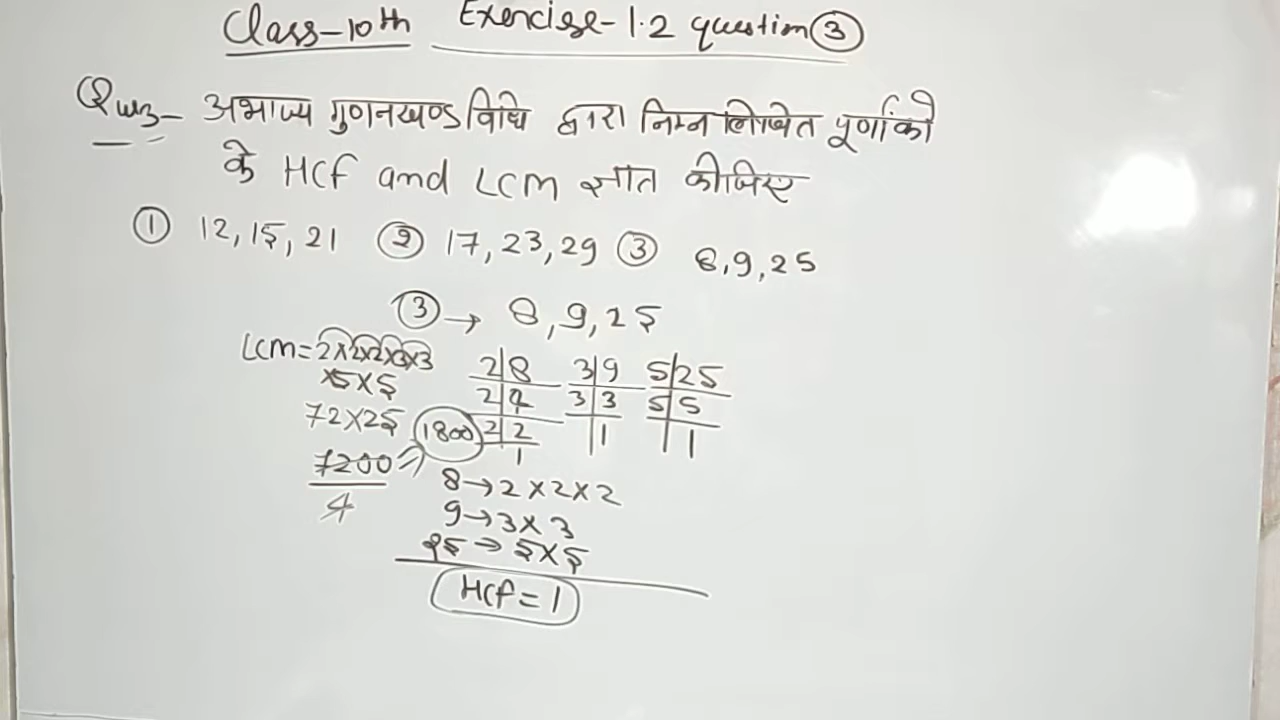 Class-10th Exercise-1.2 question ③
Que3- अभाज्य गुणनखण्ड विधि द्वारा निम्न लिखित पूर्णांकों
के HCf and LCM ज्ञात कीजिए
① 12, 15, 21 ② 17, 23, 29 ③ 8, 9, 25
③ → 8, 9, 25
LCM = 2×2×2×3×3
×5×5
72×25
7200 ⇒ 1800
4
2|8 3|9 5|25
2|4 3|3 5|5
2|2 |1 |1
1
8→2×2×2
9→3×3
25→5×5
HCf = 1